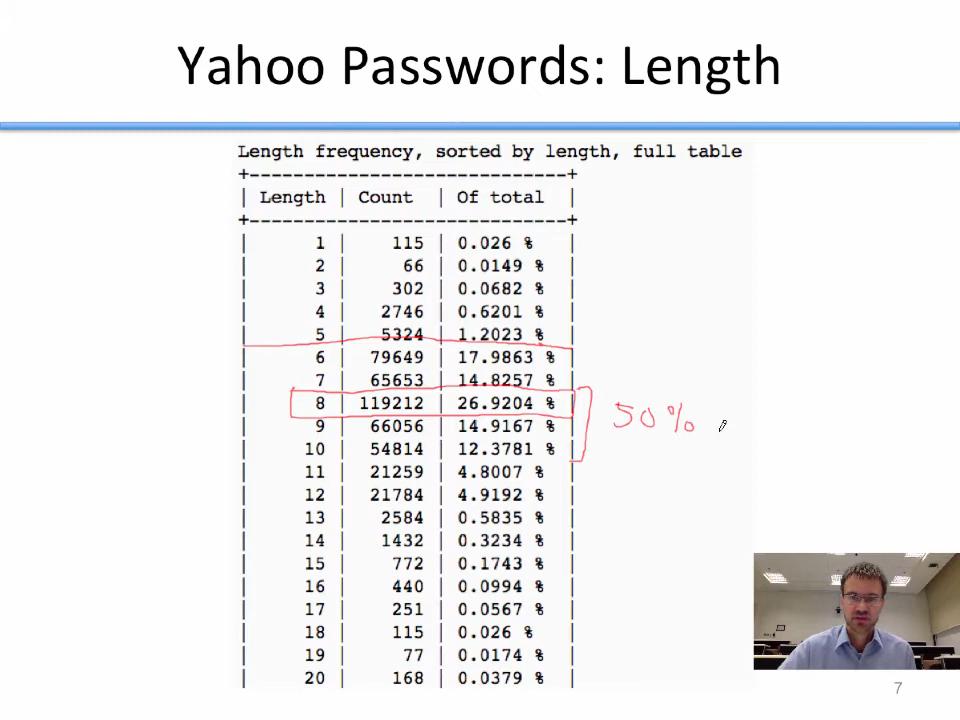 Yahoo Passwords: Length
Length frequency, sorted by length, full table
+-----------------------------+
| Length | Count | Of total |
+-----------------------------+
| 1 | 115 | 0.026 % |
| 2 | 66 | 0.0149 % |
| 3 | 302 | 0.0682 % |
| 4 | 2746 | 0.6201 % |
| 5 | 5324 | 1.2023 % |
| 6 | 79649 | 17.9863 % |
| 7 | 65653 | 14.8257 % |
| 8 | 119212 | 26.9204 % |
| 9 | 66056 | 14.9167 % |
| 10 | 54814 | 12.3781 % |
| 11 | 21259 | 4.8007 % |
| 12 | 21784 | 4.9192 % |
| 13 | 2584 | 0.5835 % |
| 14 | 1432 | 0.3234 % |
| 15 | 772 | 0.1743 % |
| 16 | 440 | 0.0994 % |
| 17 | 251 | 0.0567 % |
| 18 | 115 | 0.026 % |
| 19 | 77 | 0.0174 % |
| 20 | 168 | 0.0379 % |
50%
7